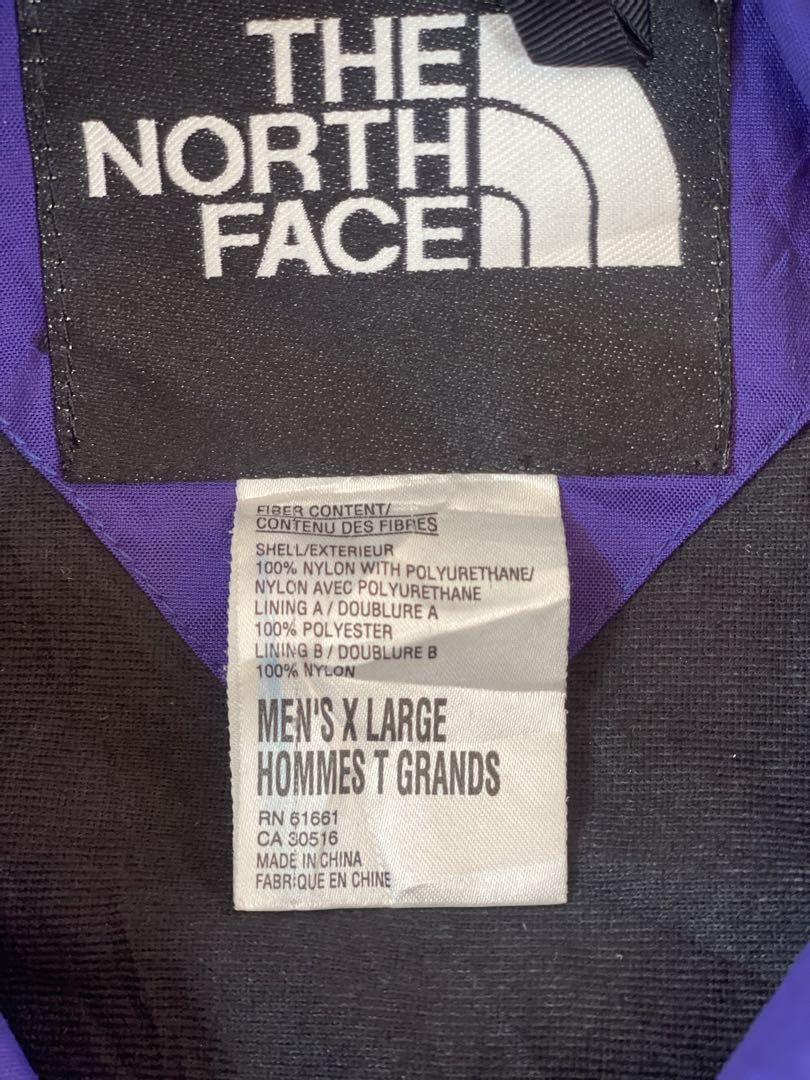 THE
NORTH
FACE
FIBER CONTENT/
CONTENU DES FIBRES
SHELL/EXTERIEUR
100% NYLON WITH POLYURETHANE/
NYLON AVEC POLYURETHANE
LINING A / DOUBLURE A
100% POLYESTER
LINING B / DOUBLURE B
100% NYLON
MEN'S X LARGE
HOMMES T GRANDS
RN 61661
CA 30516
MADE IN CHINA
FABRIQUE EN CHINE